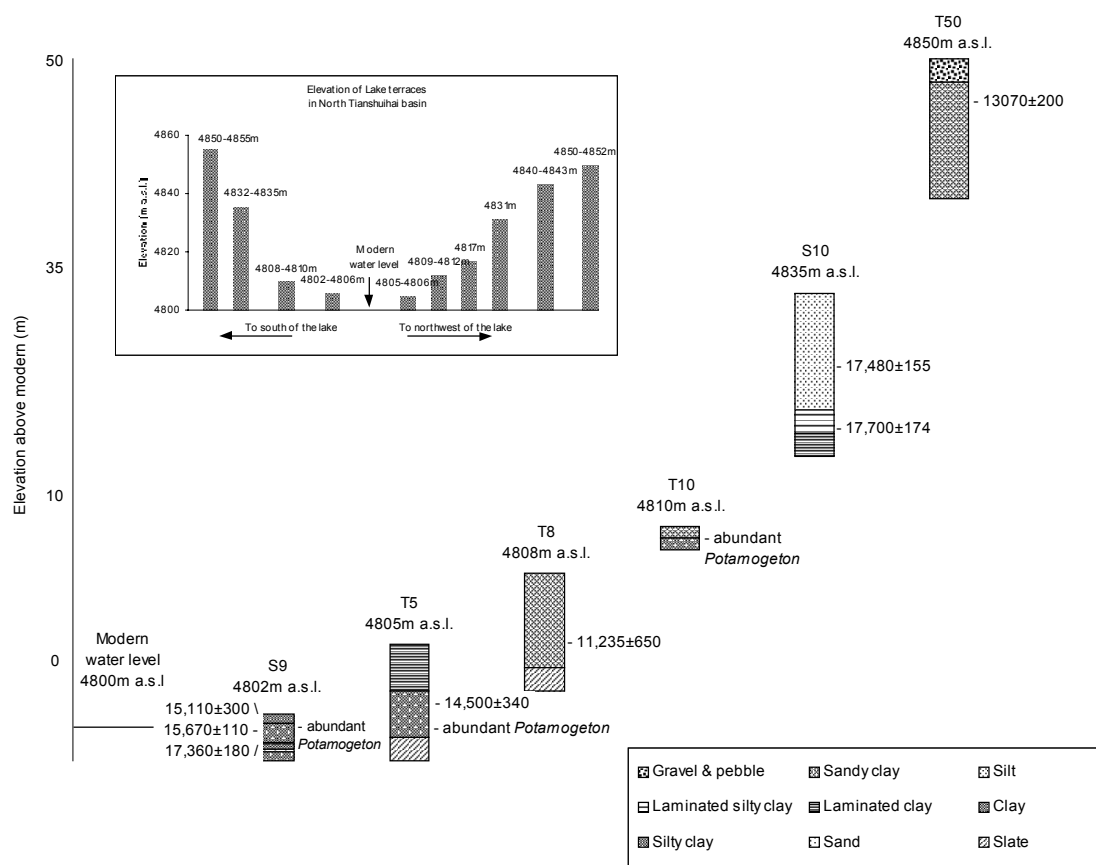 T50
4850m a.s.l.
50
- 13070±200
Elevation of Lake terraces
in North Tianshuihai basin
Elevation (m a.s.l)
4860
4840
4820
4800
4850-4855m
4832-4835m
4808-4810m
4802-4806m
Modern
water level
4805-4806m
4809-4812m
4817m
4831m
4840-4843m
4850-4852m
To south of the lake
To northwest of the lake
Elevation above modern (m)
35
S10
4835m a.s.l.
- 17,480±155
- 17,700±174
10
T10
4810m a.s.l.
- abundant
Potamogeton
T8
4808m a.s.l.
- 11,235±650
T5
4805m a.s.l.
- 14,500±340
- abundant Potamogeton
0
Modern
water level
4800m a.s.l
S9
4802m a.s.l.
15,110±300 \
15,670±110 -
17,360±180 /
- abundant
Potamogeton
Gravel & pebble
Sandy clay
Silt
Laminated silty clay
Laminated clay
Clay
Silty clay
Sand
Slate